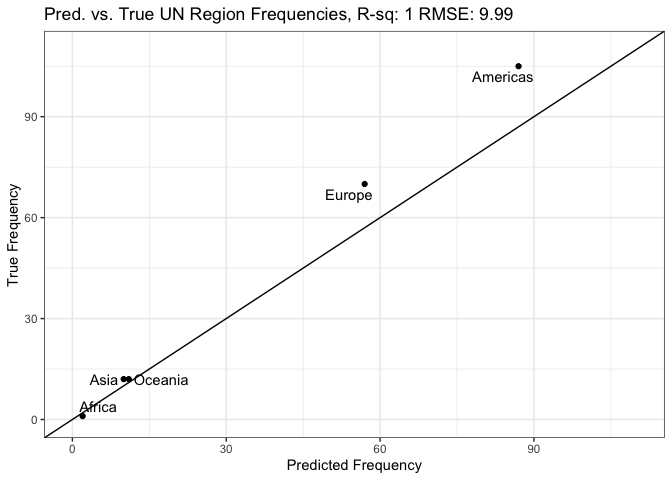 Pred. vs. True UN Region Frequencies, R-sq: 1 RMSE: 9.99
Americas
90
Europe
True Frequency
60
30
Asia Oceania
Africa
0
0 30 60 90
Predicted Frequency